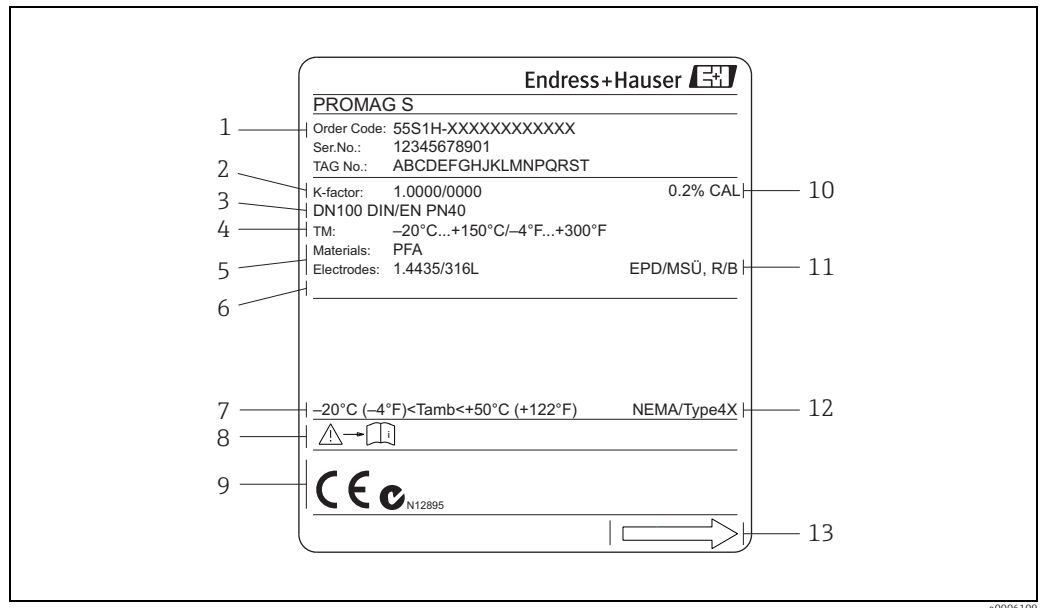 Endress+Hauser
PROMAG S
1
Order Code: 55S1H-XXXXXXXXXXXX
Ser.No.: 12345678901
TAG No.: ABCDEFGHJKLMNPQRST
2
K-factor: 1.0000/0000 0.2% CAL
10
3
DN100 DIN/EN PN40
4
TM: –20°C...+150°C/–4°F...+300°F
5
Materials: PFA
Electrodes: 1.4435/316L EPD/MSÜ, R/B
11
6
7
–20°C (–4°F)<Tamb<+50°C (+122°F) NEMA/Type4X
12
8
i
9
CE
N12895
13
a0006109